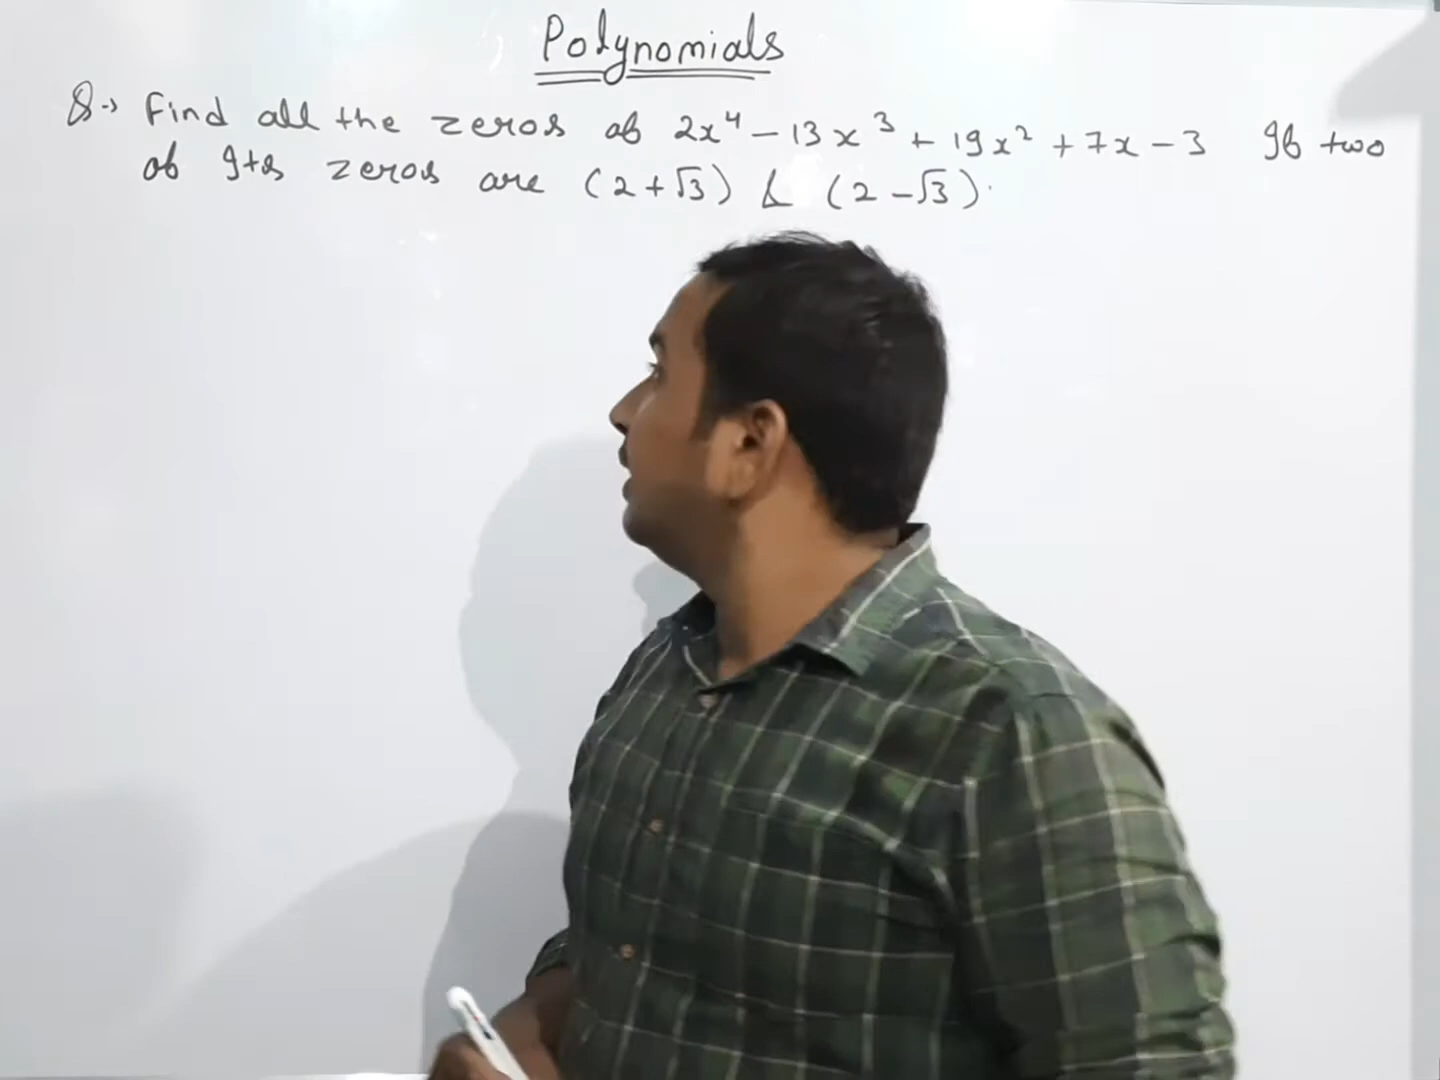 Polynomials
Q→ Find all the zeros of 2x⁴ - 13x³ + 19x² + 7x - 3 If two
of Its zeros are (2+√3) & (2-√3).